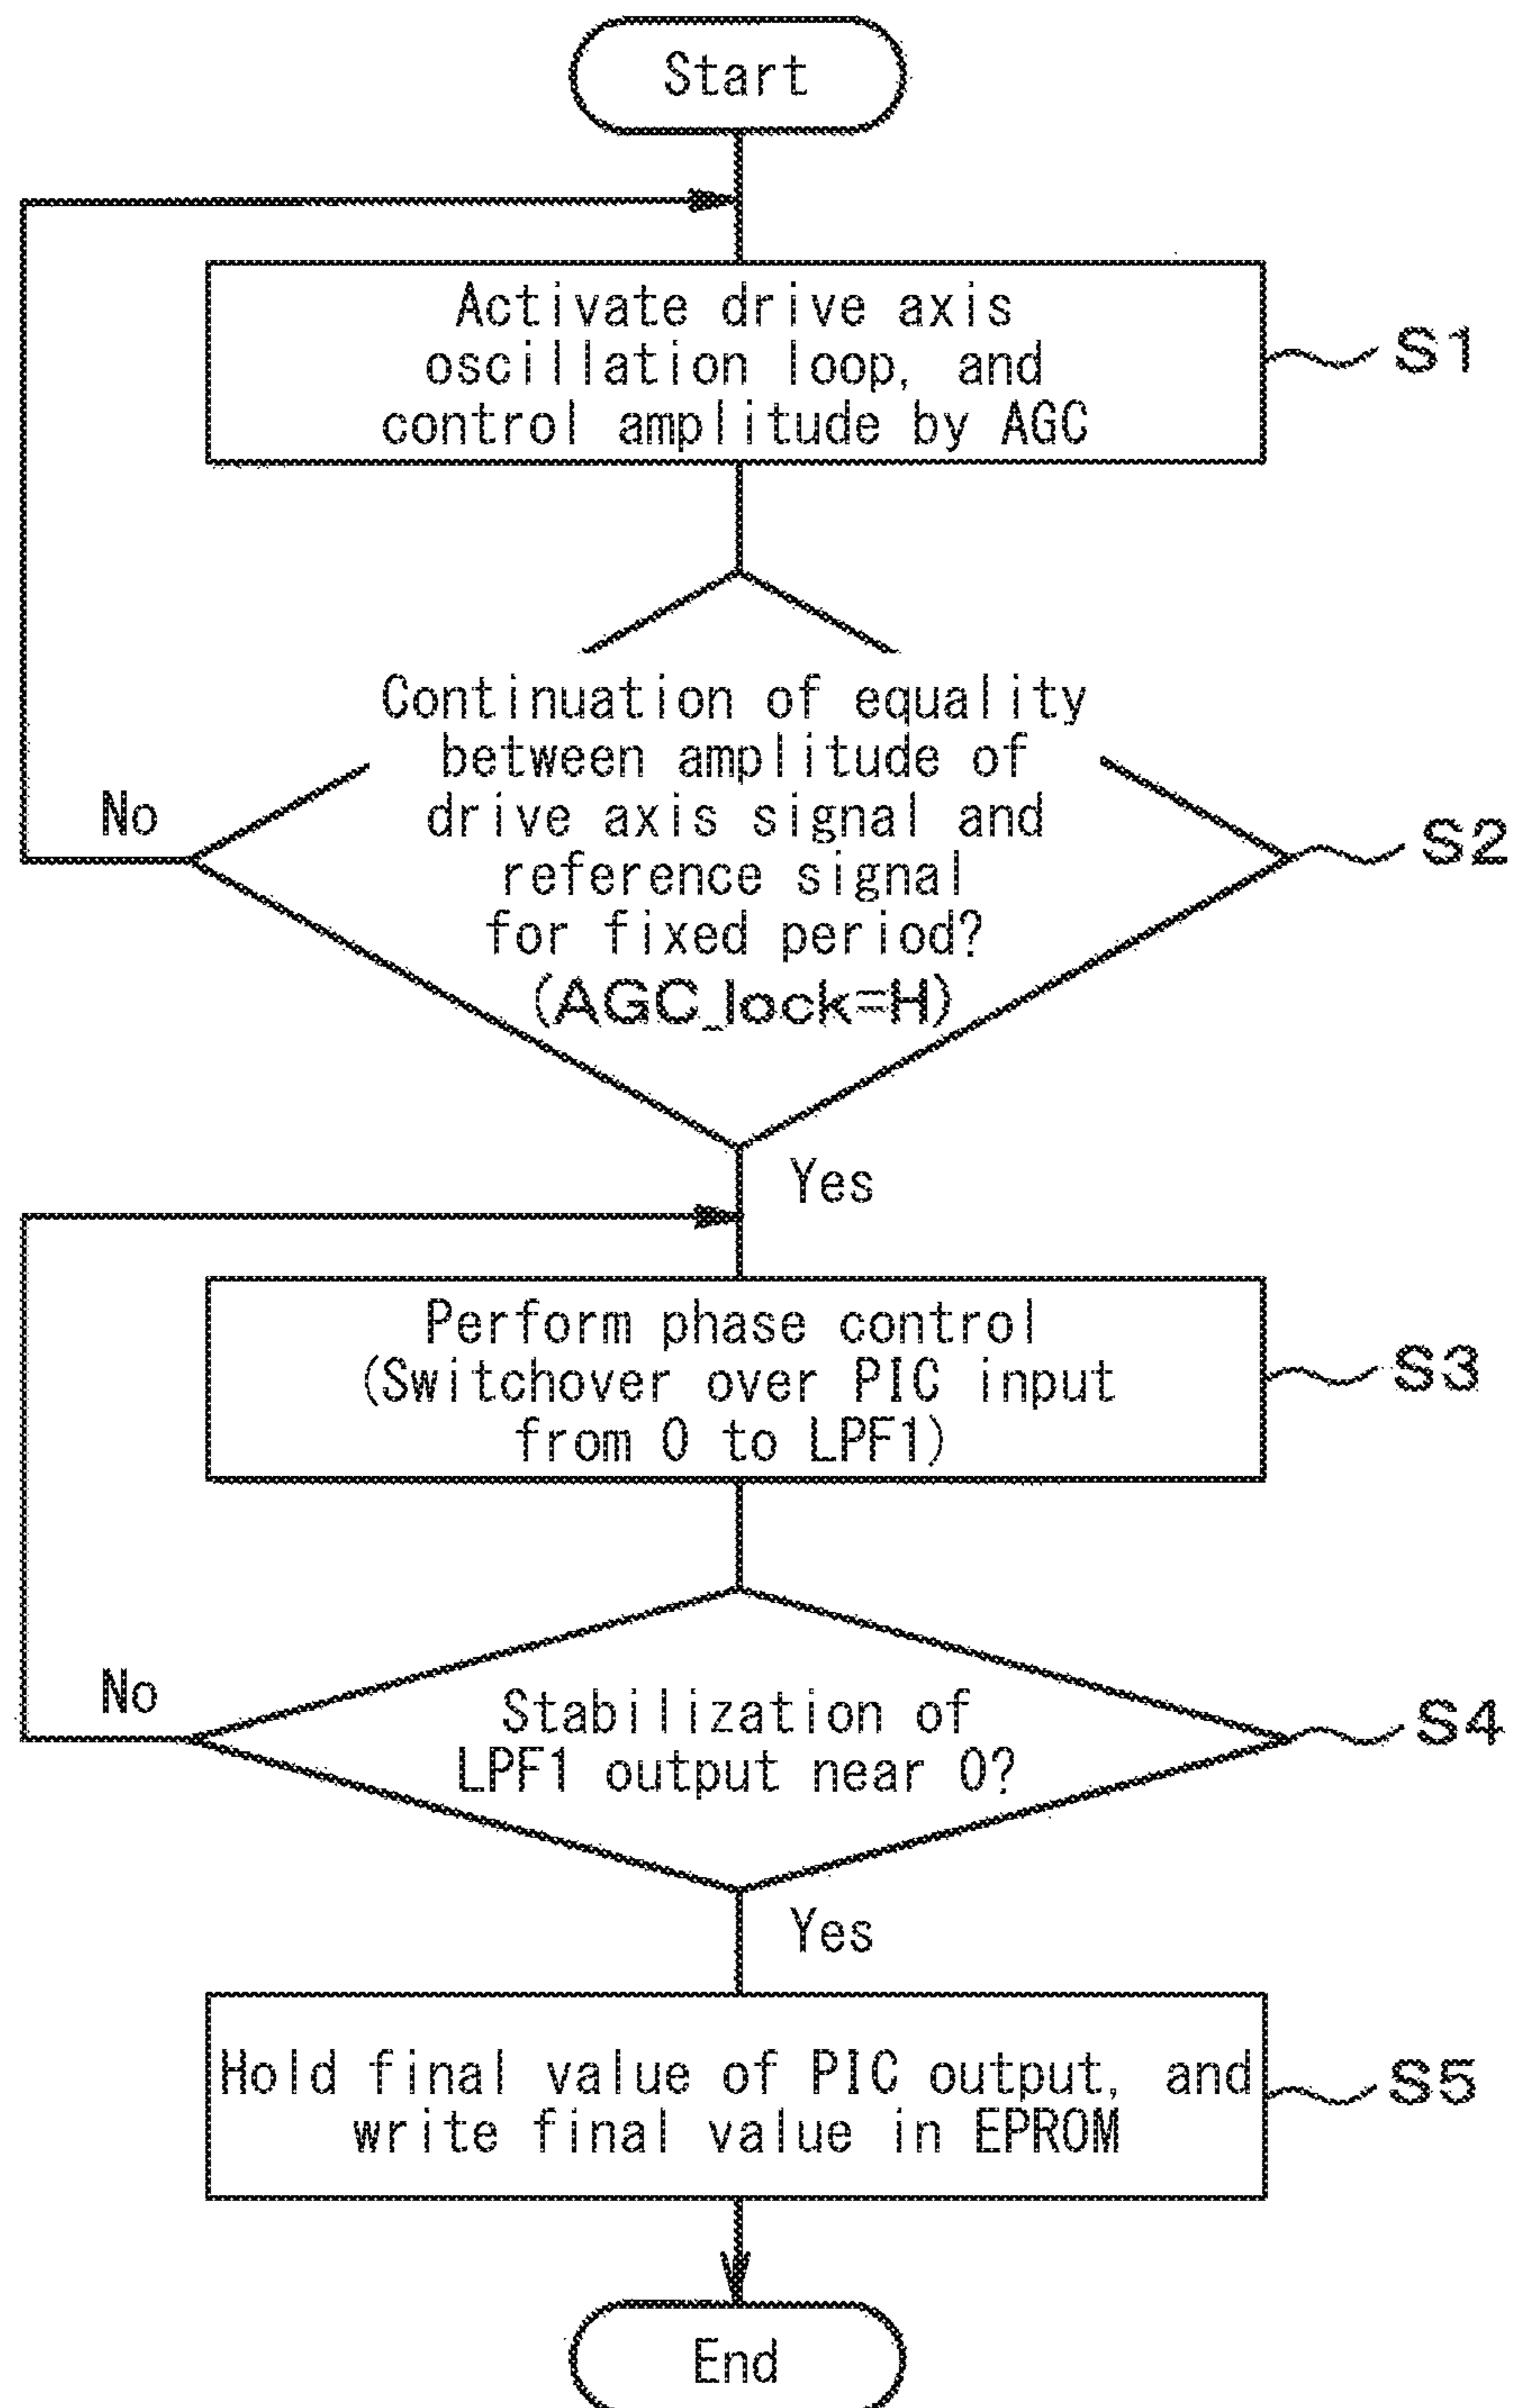 Start
Activate drive axis
oscillation loop, and
control amplitude by AGC
S1
Continuation of equality
between amplitude of
drive axis signal and
reference signal
for fixed period?
(AGC_lock=H)
No
S2
Yes
Perform phase control
(Switchover over PIC input
from 0 to LPF1)
S3
Stabilization of
LPF1 output near 0?
No
S4
Yes
Hold final value of PIC output, and
write final value in EPROM
S5
End